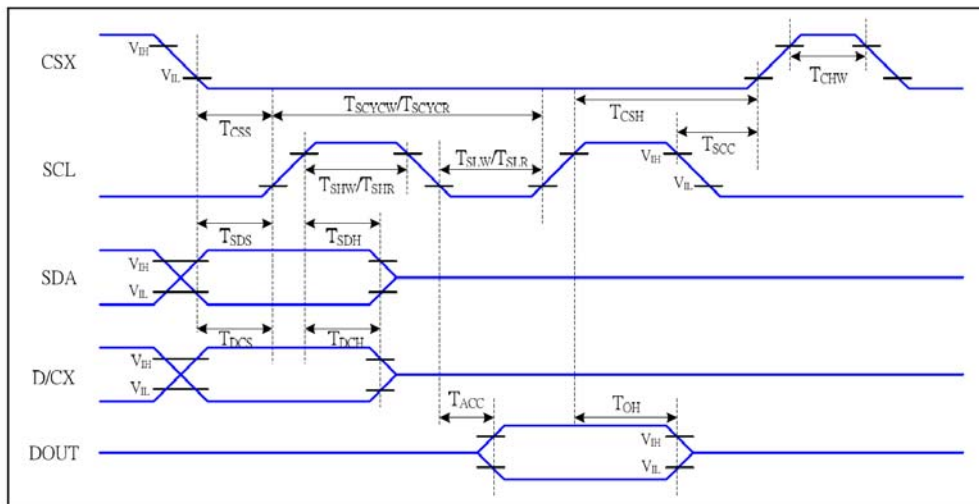 CSX
VIH
VIL
TCSS
TSCYCW/TSCYCR
TCSH
TCHW
TSCC
SCL
TSHW/TSHR
TSLW/TSLR
VIH
VIL
TSDS
TSDH
SDA
VIH
VIL
TDCS
TDCH
D/CX
VIH
VIL
TACC
TOH
DOUT
VIH
VIL